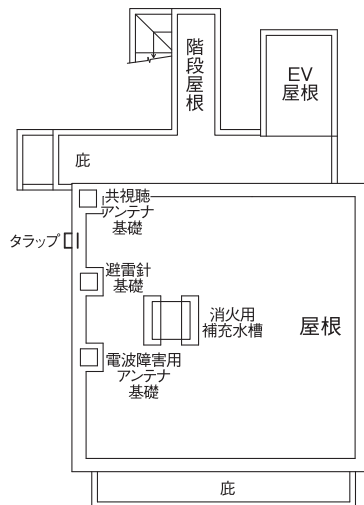 階段屋根
EV
屋根
庇
共視聴
アンテナ
基礎
タラップ
避雷針
基礎
消火用
補充水槽
屋根
電波障害用
アンテナ
基礎
庇